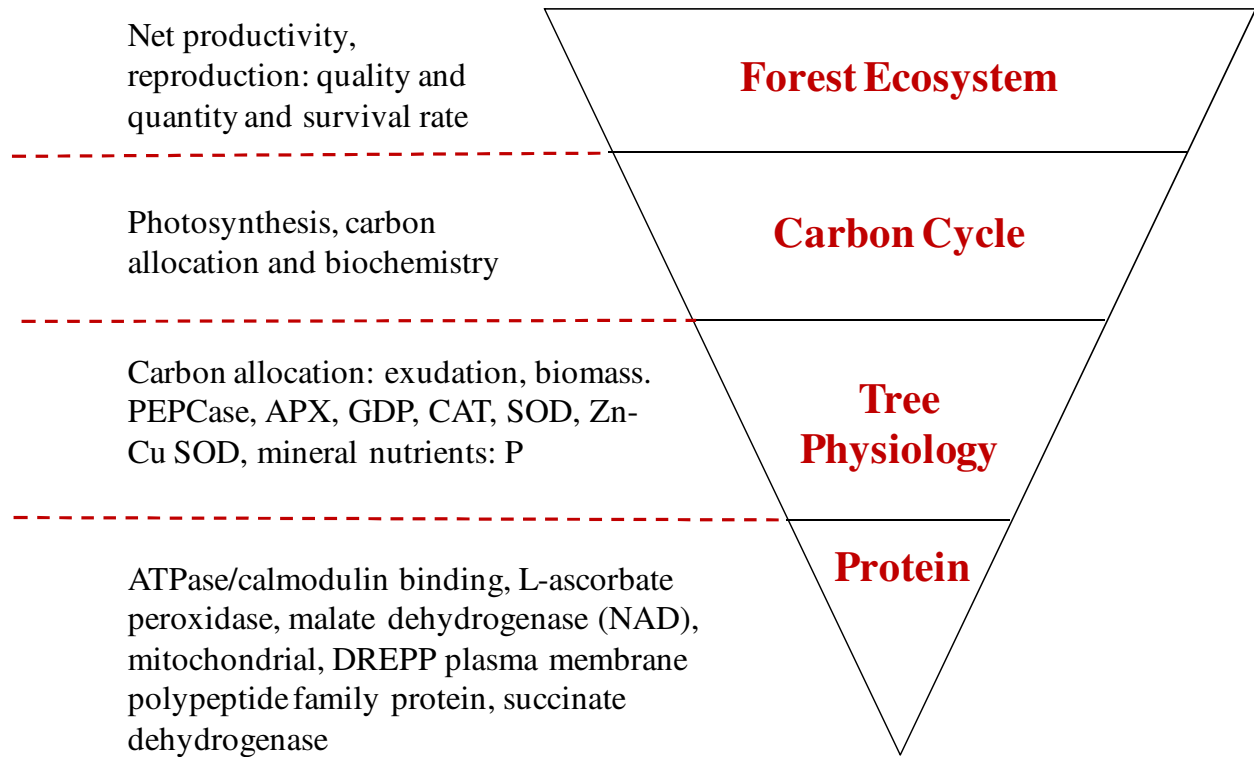 Net productivity,
reproduction: quality and
quantity and survival rate
Forest Ecosystem
Photosynthesis, carbon
allocation and biochemistry
Carbon Cycle
Carbon allocation: exudation, biomass.
PEPCase, APX, GDP, CAT, SOD, Zn-
Cu SOD, mineral nutrients: P
Tree
Physiology
ATPase/calmodulin binding, L-ascorbate
peroxidase, malate dehydrogenase (NAD),
mitochondrial, DREPP plasma membrane
polypeptide family protein, succinate
dehydrogenase
Protein